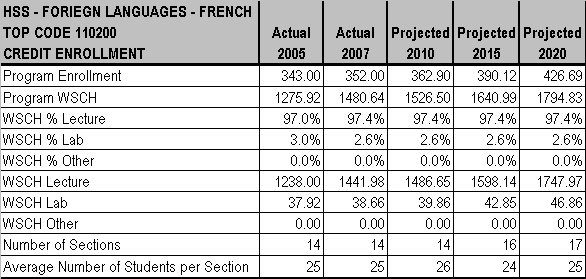 HSS - FORIEGN LANGUAGES - FRENCH
TOP CODE 110200 Actual Actual Projected Projected Projected
CREDIT ENROLLMENT 2005 2007 2010 2015 2020
Program Enrollment 343.00 352.00 362.90 390.12 426.69
Program WSCH 1275.92 1480.64 1526.50 1640.99 1794.83
WSCH % Lecture 97.0% 97.4% 97.4% 97.4% 97.4%
WSCH % Lab 3.0% 2.6% 2.6% 2.6% 2.6%
WSCH % Other 0.0% 0.0% 0.0% 0.0% 0.0%
WSCH Lecture 1238.00 1441.98 1486.65 1598.14 1747.97
WSCH Lab 37.92 38.66 39.86 42.85 46.86
WSCH Other 0.00 0.00 0.00 0.00 0.00
Number of Sections 14 14 14 16 17
Average Number of Students per Section 25 25 26 24 25